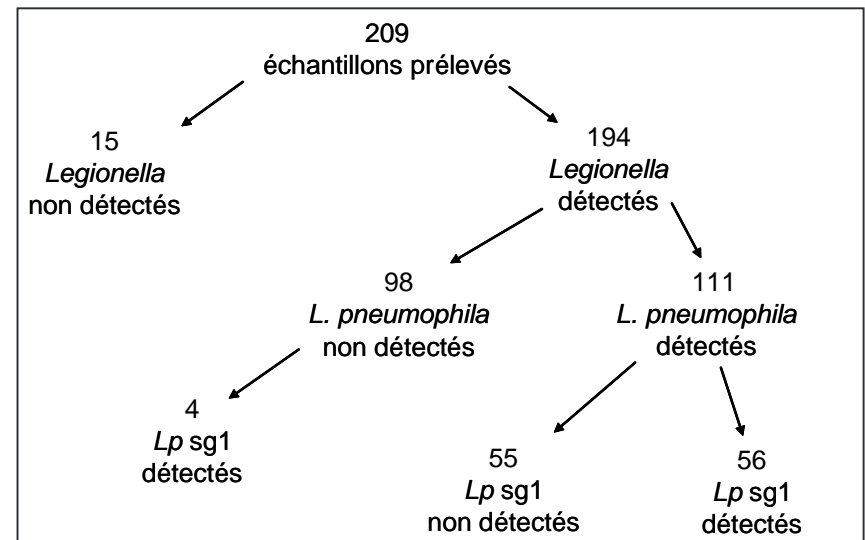 209
échantillons prélevés
15
Legionella
non détectés
194
Legionella
détectés
98
L. pneumophila
non détectés
111
L. pneumophila
détectés
4
Lp sg1
détectés
55
Lp sg1
non détectés
56
Lp sg1
détectés